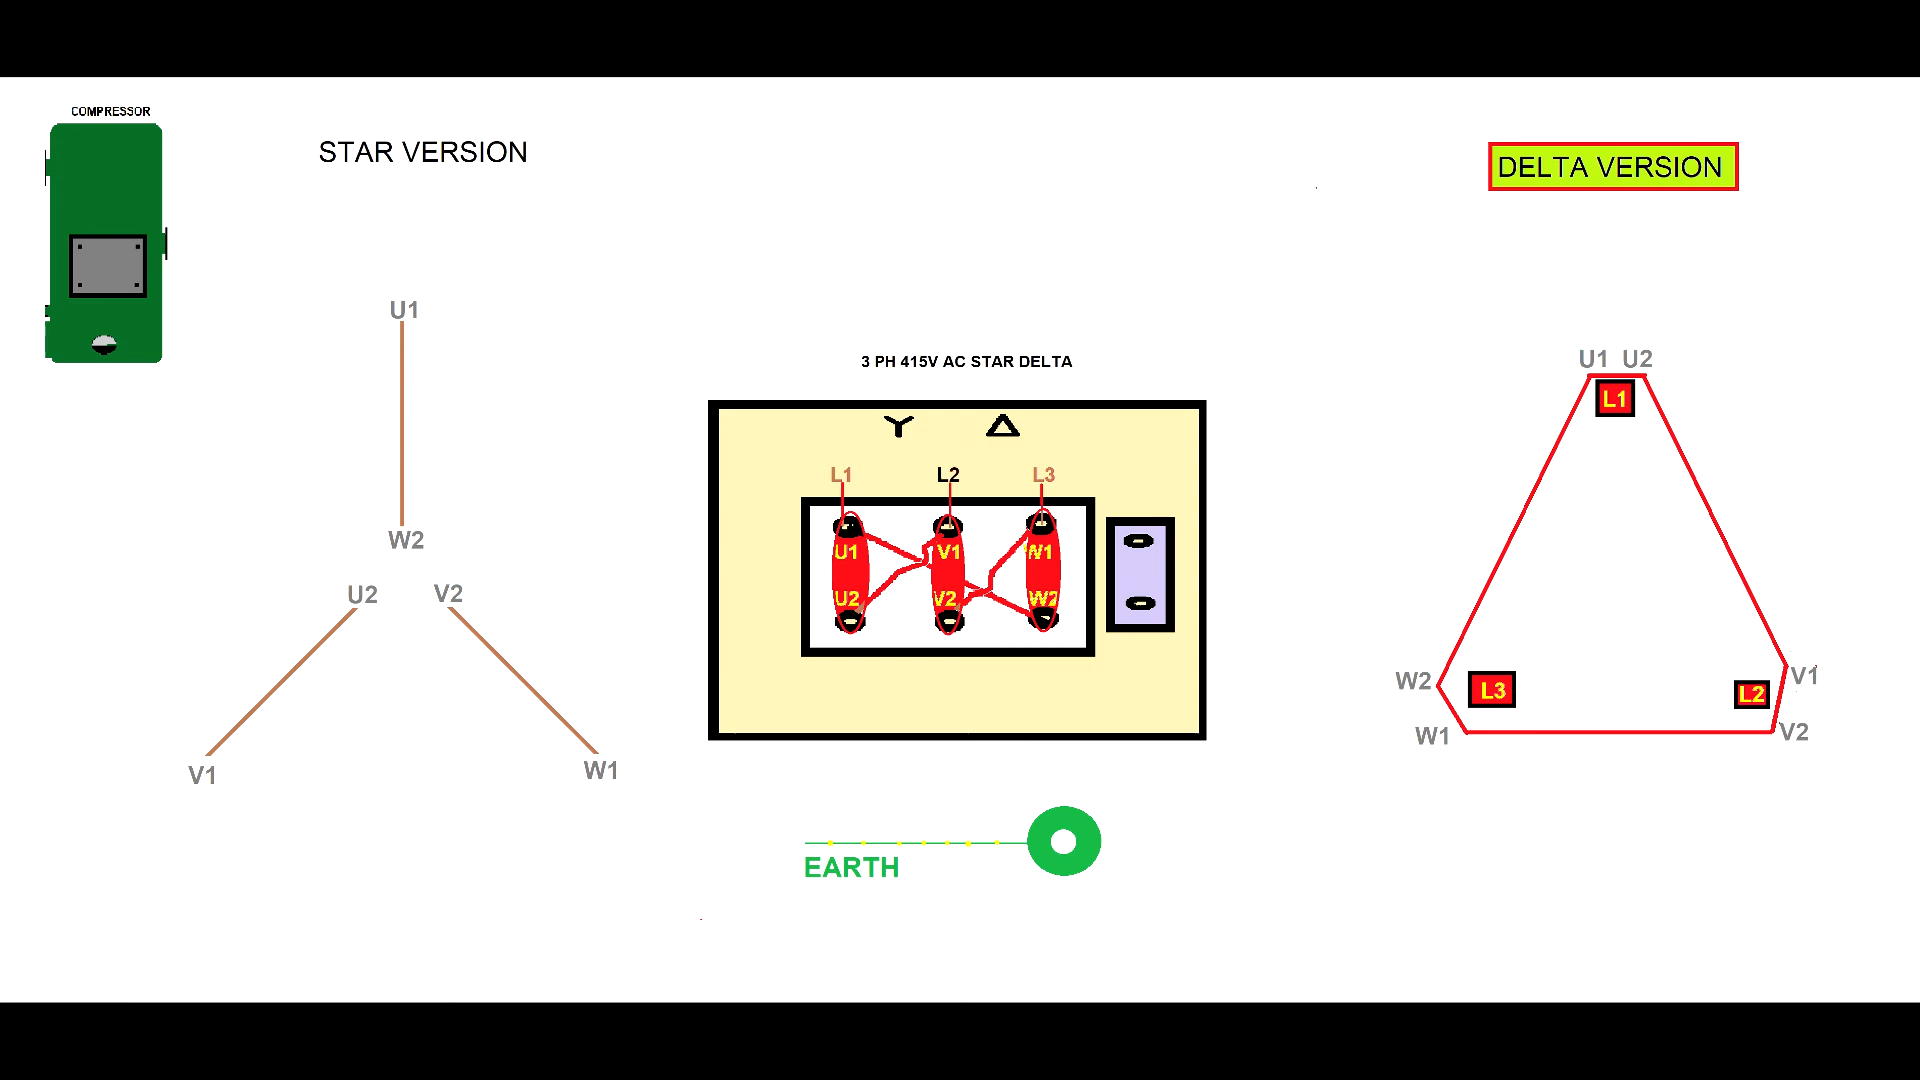 COMPRESSOR
STAR VERSION
DELTA VERSION
U1
W2
U2 V2
V1
W1
3 PH 415V AC STAR DELTA
L1 L2 L3
U1 V1 W1
U2 V2 W2
EARTH
U1 U2
L1
W2 L3 L2 V1
W1 V2